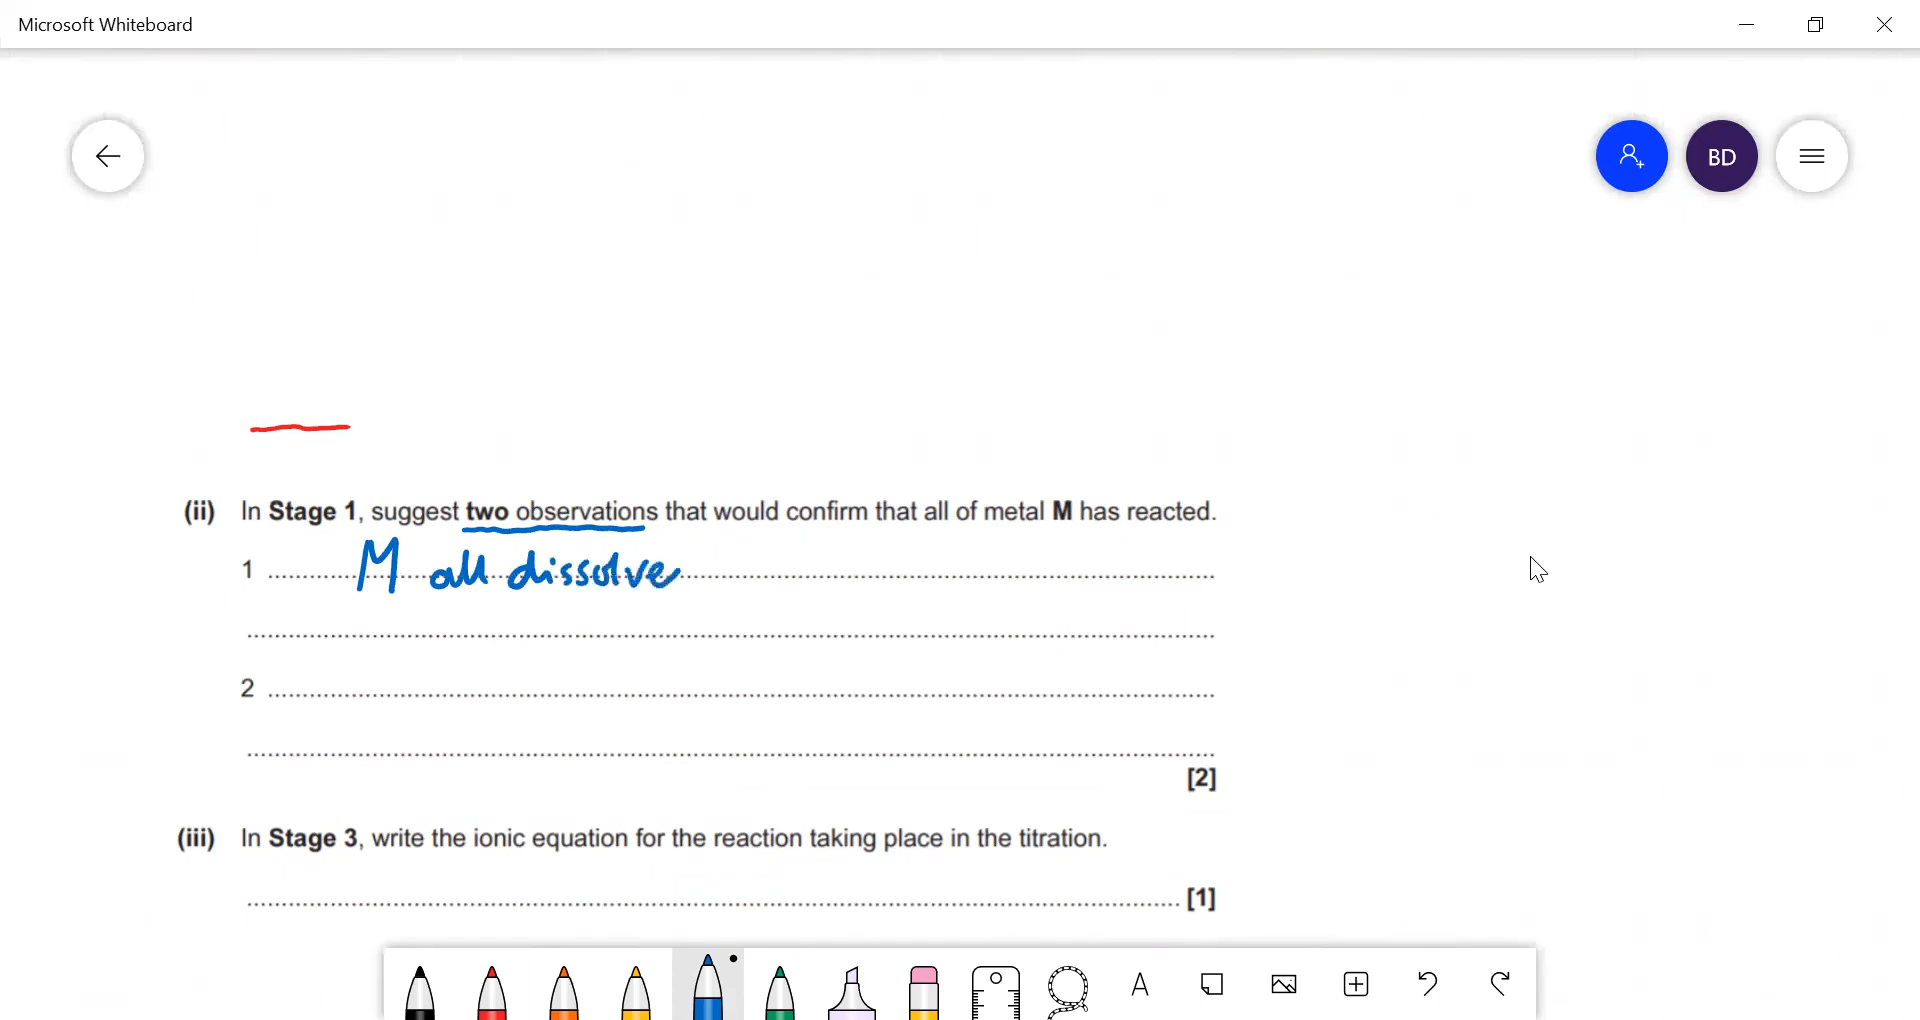 Microsoft Whiteboard
BD
(ii) In Stage 1, suggest two observations that would confirm that all of metal M has reacted.
1 ........ M all dissolve ........
........
2 ........
........
[2]
(iii) In Stage 3, write the ionic equation for the reaction taking place in the titration.
........ [1]
A